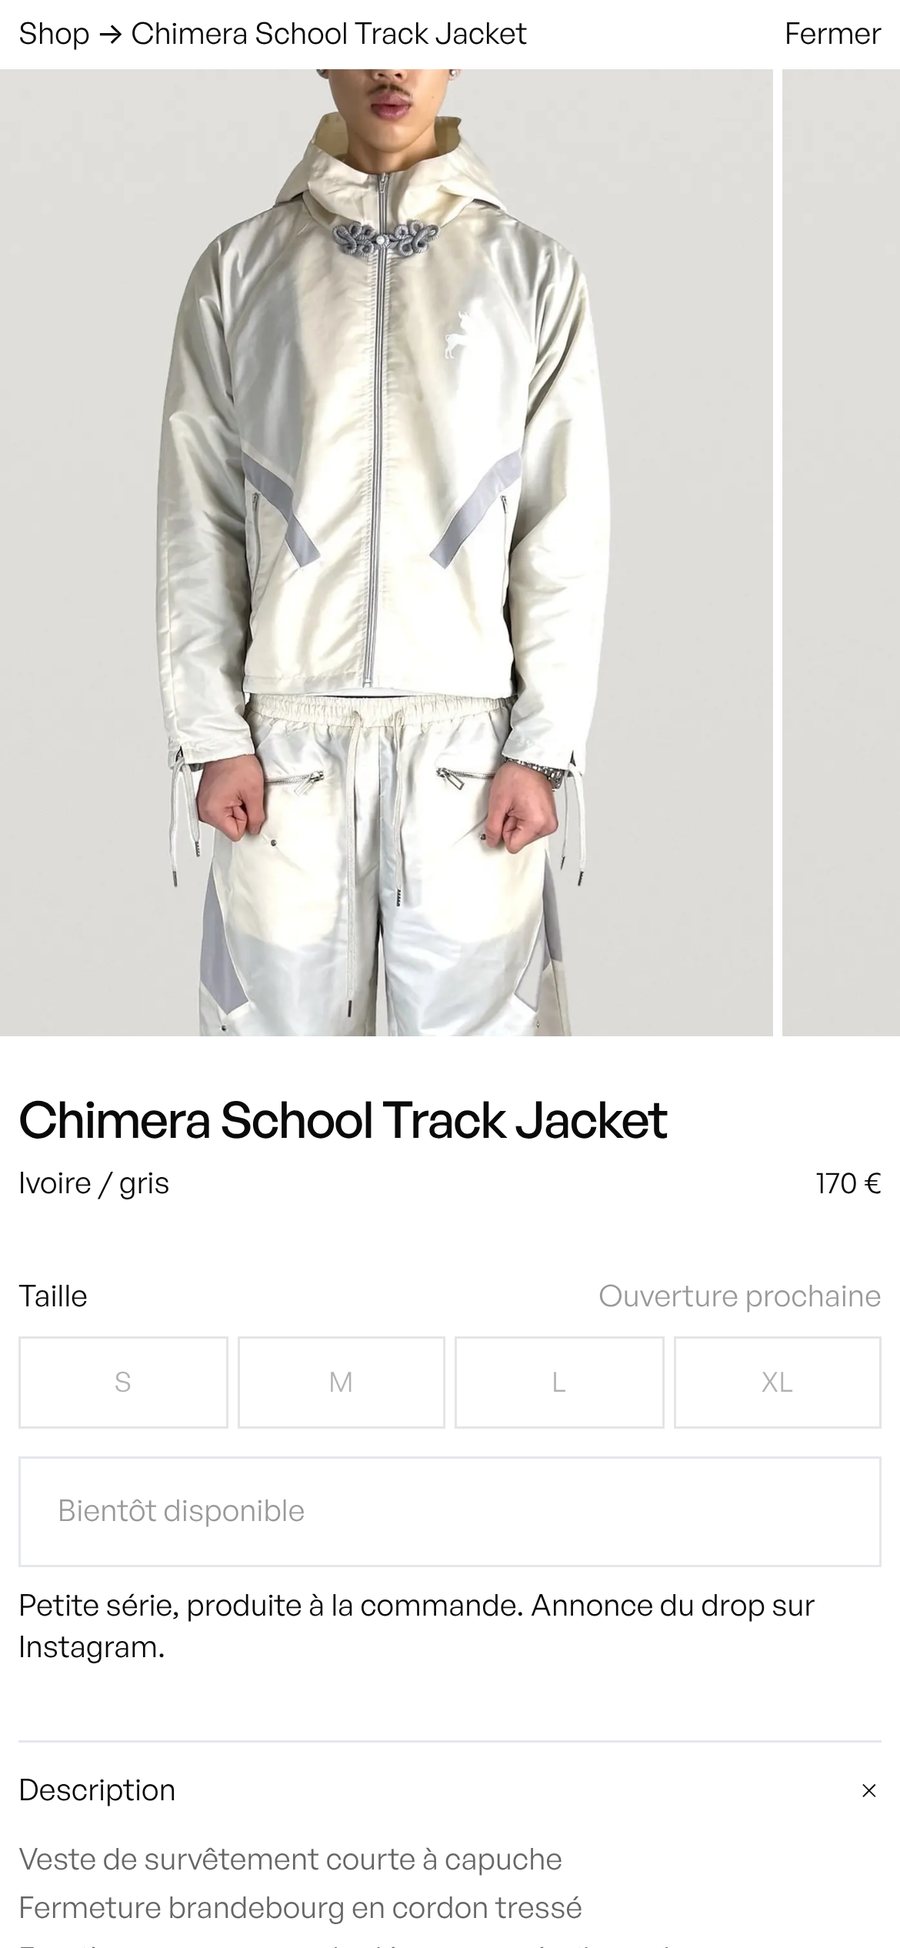 Shop → Chimera School Track Jacket
Fermer
Chimera School Track Jacket
Ivoire / gris
170 €
Taille
Ouverture prochaine
S
M
L
XL
Bientôt disponible
Petite série, produite à la commande. Annonce du drop sur
Instagram.
Description
×
Veste de survêtement courte à capuche
Fermeture brandebourg en cordon tressé